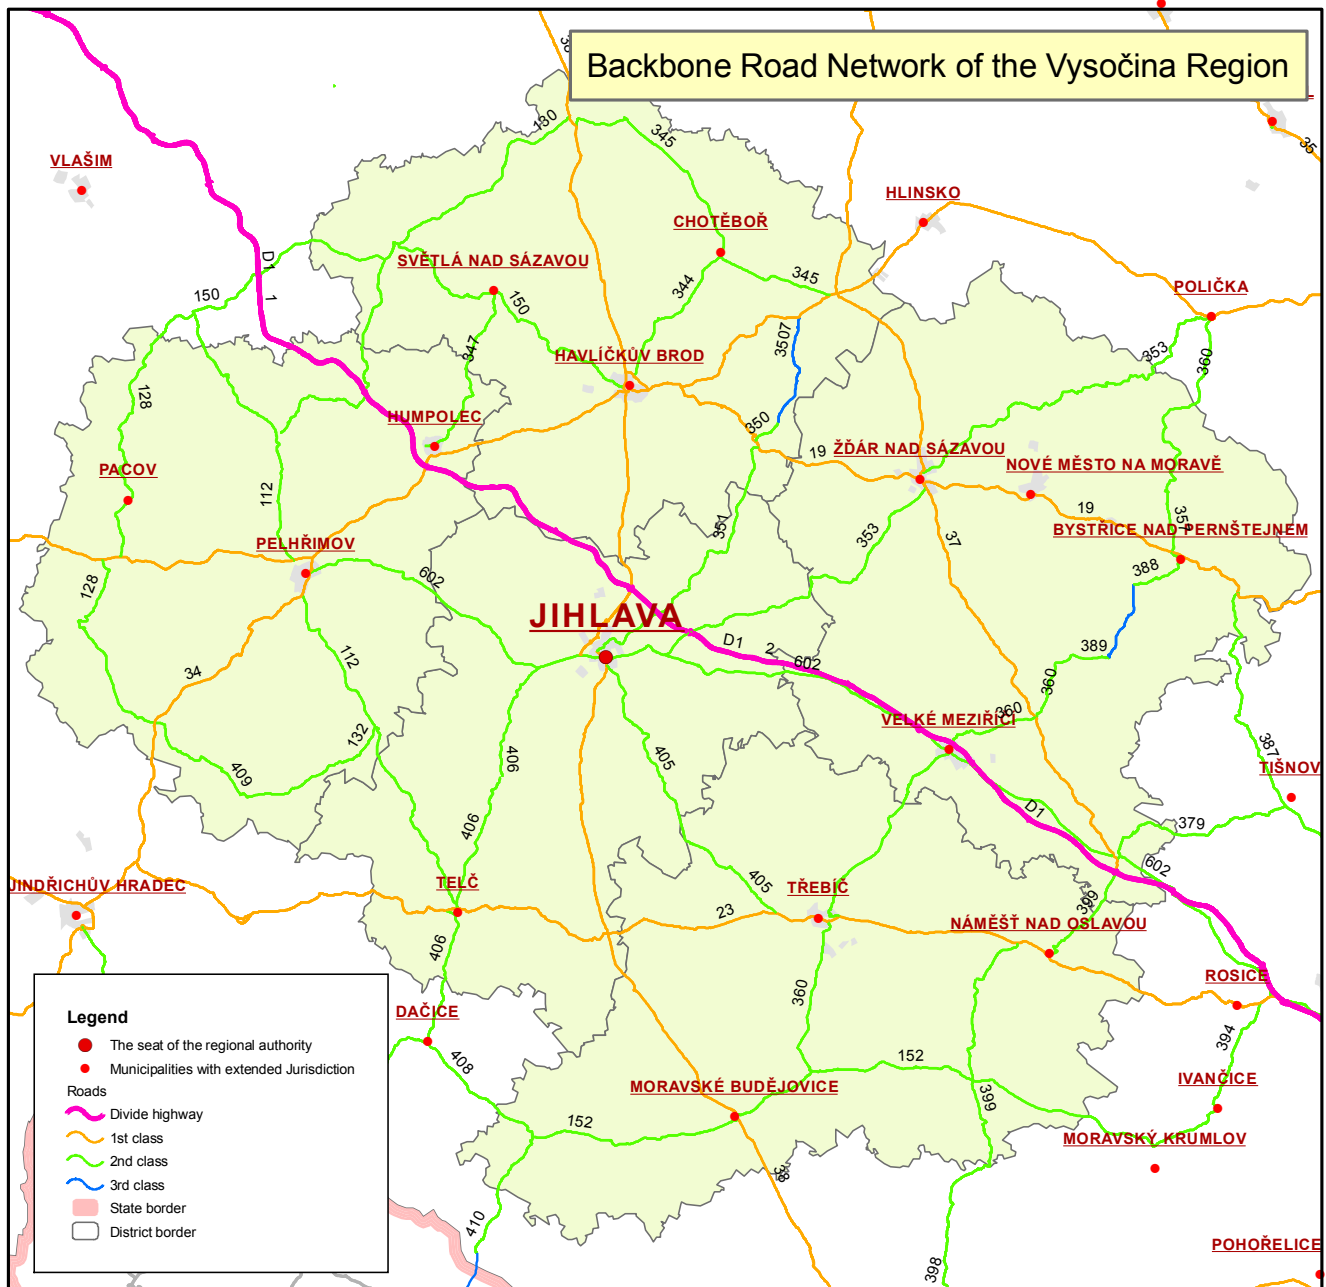 Backbone Road Network of the Vysočina Region
38
130
345
35
VLAŠIM
HLINSKO
CHOTĚBOŘ
SVĚTLÁ NAD SÁZAVOU
D1
1
150
150
344
345
POLIČKA
347
3507
353
360
HAVLÍČKŮV BROD
128
HUMPOLEC
350
19
ŽĎÁR NAD SÁZAVOU
NOVÉ MĚSTO NA MORAVĚ
PACOV
112
19
BYSTŘICE NAD PERNŠTEJNEM
357
351
353
37
PELHŘIMOV
602
388
128
JIHLAVA
D1
2
602
389
112
34
360
360
VELKÉ MEZIŘÍČÍ
132
406
405
387
409
TIŠNOV
D1
379
406
602
JINDŘICHŮV HRADEC
TELČ
405
TŘEBÍČ
399
23
NÁMĚŠŤ NAD OSLAVOU
406
ROSICE
360
DAČICE
394
408
152
IVANČICE
MORAVSKÉ BUDĚJOVICE
399
152
MORAVSKÝ KRUMLOV
38
410
POHOŘELICE
398
Legend
The seat of the regional authority
Municipalities with extended Jurisdiction
Roads
Divide highway
1st class
2nd class
3rd class
State border
District border